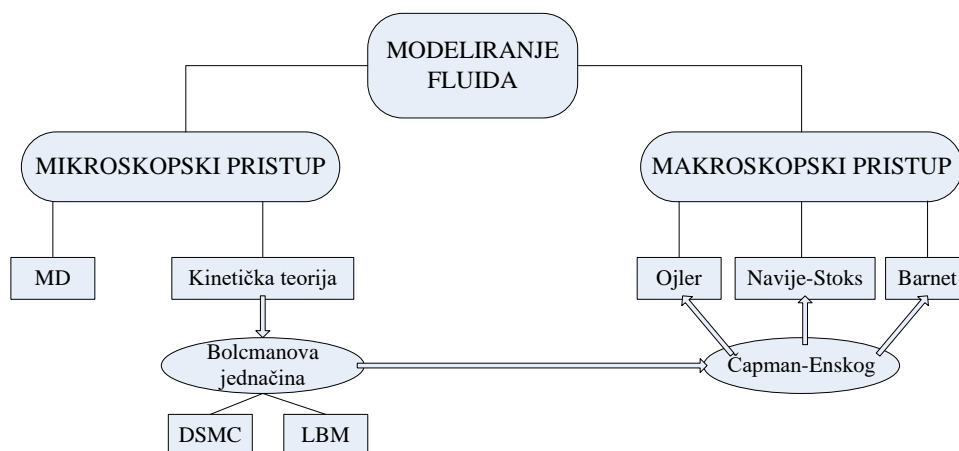 MODELIRANJE
FLUIDA
MIKROSKOPSKI PRISTUP
MAKROSKOPSKI PRISTUP
MD
Kinetička teorija
Ojler
Navije-Stoks
Barnet
Bolcmanova
jednačina
Capman-Enskog
DSMC
LBM